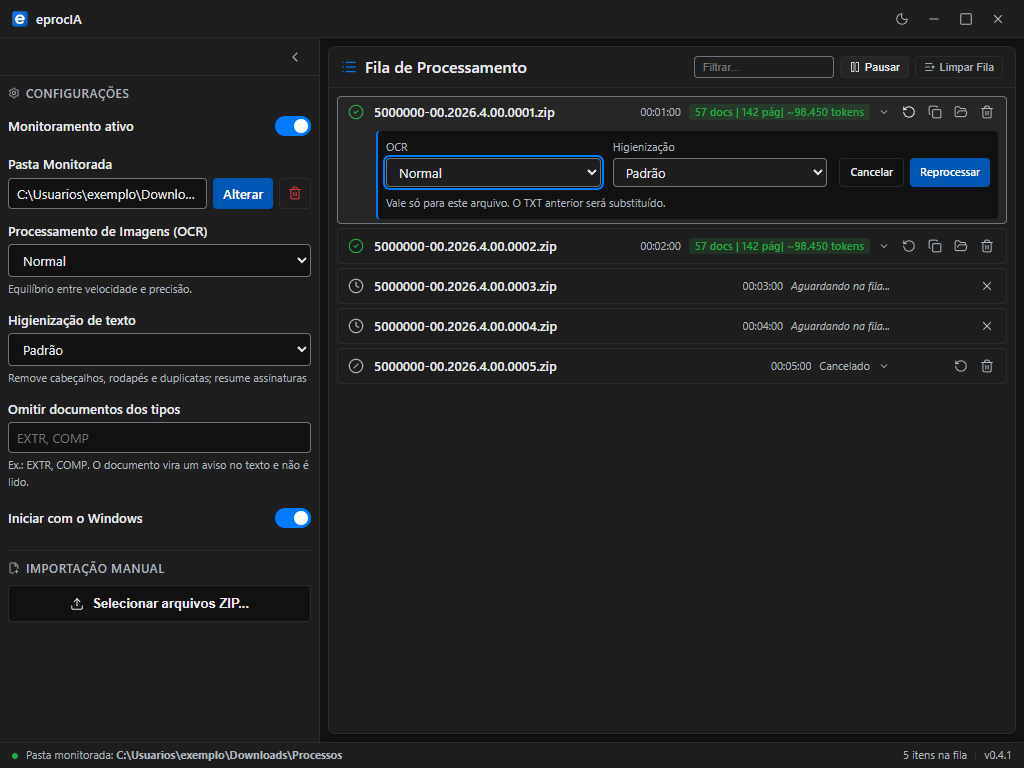 eprocIA
CONFIGURAÇÕES
Monitoramento ativo
Pasta Monitorada
C:\Usuarios\exemplo\Downlo...
Alterar
Processamento de Imagens (OCR)
Normal
Equilíbrio entre velocidade e precisão.
Higienização de texto
Padrão
Remove cabeçalhos, rodapés e duplicatas; resume assinaturas
Omitir documentos dos tipos
EXTR, COMP
Ex.: EXTR, COMP. O documento vira um aviso no texto e não é
lido.
Iniciar com o Windows
IMPORTAÇÃO MANUAL
Selecionar arquivos ZIP...
Fila de Processamento
Filtrar...
Pausar
Limpar Fila
5000000-00.2026.4.00.0001.zip 00:01:00 57 docs | 142 pág| ~98.450 tokens
OCR Higienização
Normal Padrão Cancelar Reprocessar
Vale só para este arquivo. O TXT anterior será substituído.
5000000-00.2026.4.00.0002.zip 00:02:00 57 docs | 142 pág| ~98.450 tokens
5000000-00.2026.4.00.0003.zip 00:03:00 Aguardando na fila...
5000000-00.2026.4.00.0004.zip 00:04:00 Aguardando na fila...
5000000-00.2026.4.00.0005.zip 00:05:00 Cancelado
Pasta monitorada: C:\Usuarios\exemplo\Downloads\Processos 5 itens na fila v0.4.1